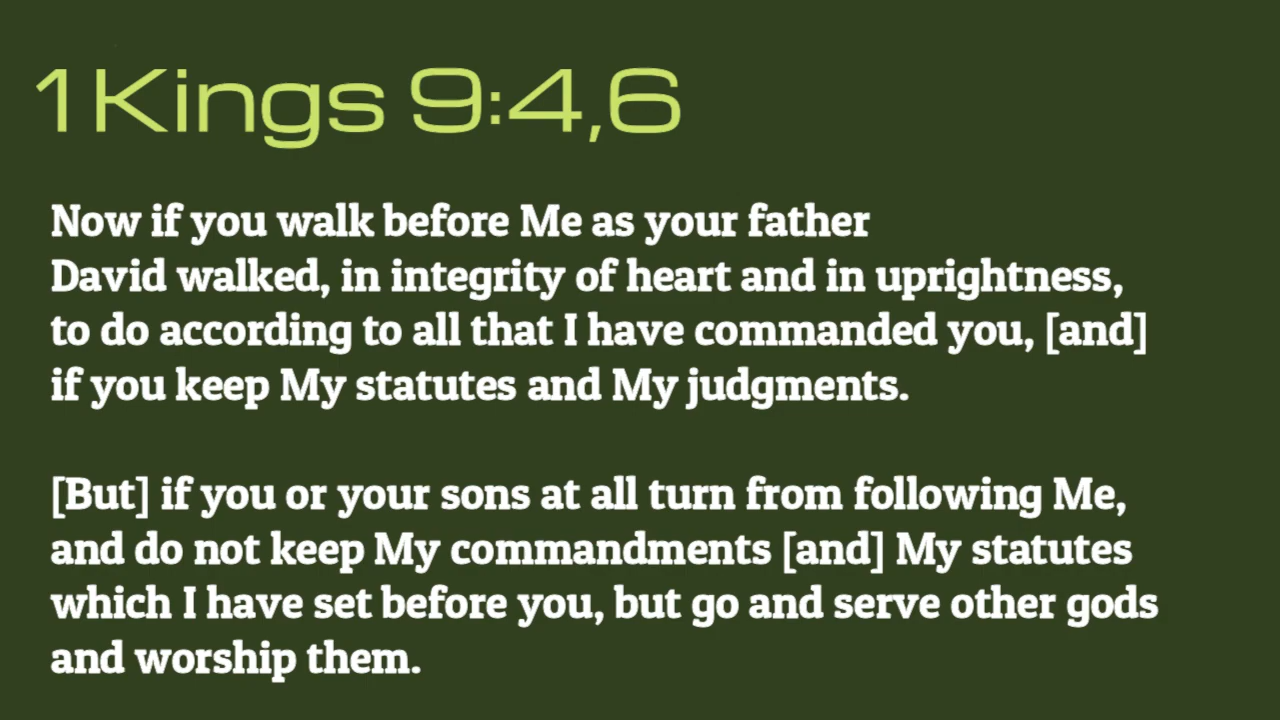 1 Kings 9:4,6
Now if you walk before Me as your father
David walked, in integrity of heart and in uprightness,
to do according to all that I have commanded you, [and]
if you keep My statutes and My judgments.
[But] if you or your sons at all turn from following Me,
and do not keep My commandments [and] My statutes
which I have set before you, but go and serve other gods
and worship them.